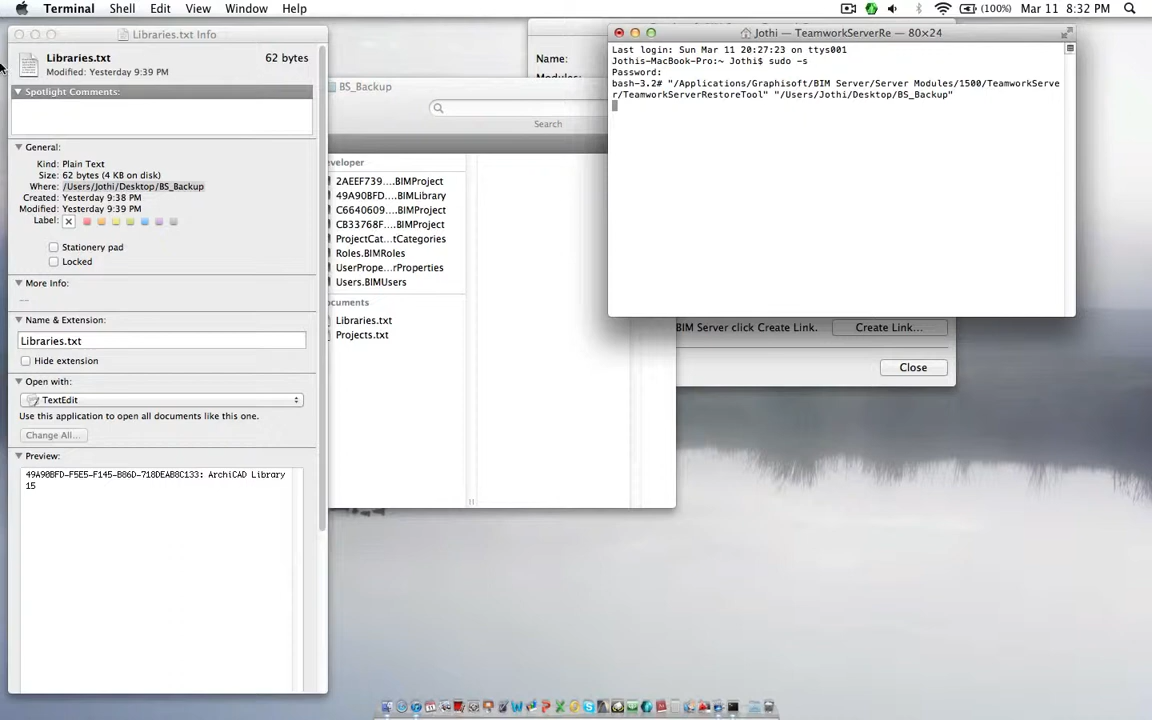 Terminal Shell Edit View Window Help
(100%) Mar 11 8:32 PM
Libraries.txt Info
Libraries.txt 62 bytes
Modified: Yesterday 9:39 PM
Spotlight Comments:
General:
Kind: Plain Text
Size: 62 bytes (4 KB on disk)
Where: /Users/Jothi/Desktop/BS_Backup
Created: Yesterday 9:38 PM
Modified: Yesterday 9:39 PM
Label:
Stationery pad
Locked
More Info:
--
Name & Extension:
Libraries.txt
Hide extension
Open with:
TextEdit
Use this application to open all documents like this one.
Change All...
Preview:
49A90BFD-F5E5-F145-B86D-718DEAB8C133: ArchiCAD Library
15
BS_Backup
Search
eveloper
2AEEF739....BIMProject
49A90BFD....BIMLibrary
C6640609....BIMProject
CB33768F....BIMProject
ProjectCat...tCategories
Roles.BIMRoles
UserPrope...rProperties
Users.BIMUsers
ocuments
Libraries.txt
Projects.txt
Name:
Jothi — TeamworkServerRe — 80×24
Last login: Sun Mar 11 20:27:23 on ttys001
Jothis-MacBook-Pro:~ Jothi$ sudo -s
Password:
bash-3.2# "/Applications/Graphisoft/BIM Server/Server Modules/1500/TeamworkServe
r/TeamworkServerRestoreTool" "/Users/Jothi/Desktop/BS_Backup"
BIM Server click Create Link.
Create Link...
Close